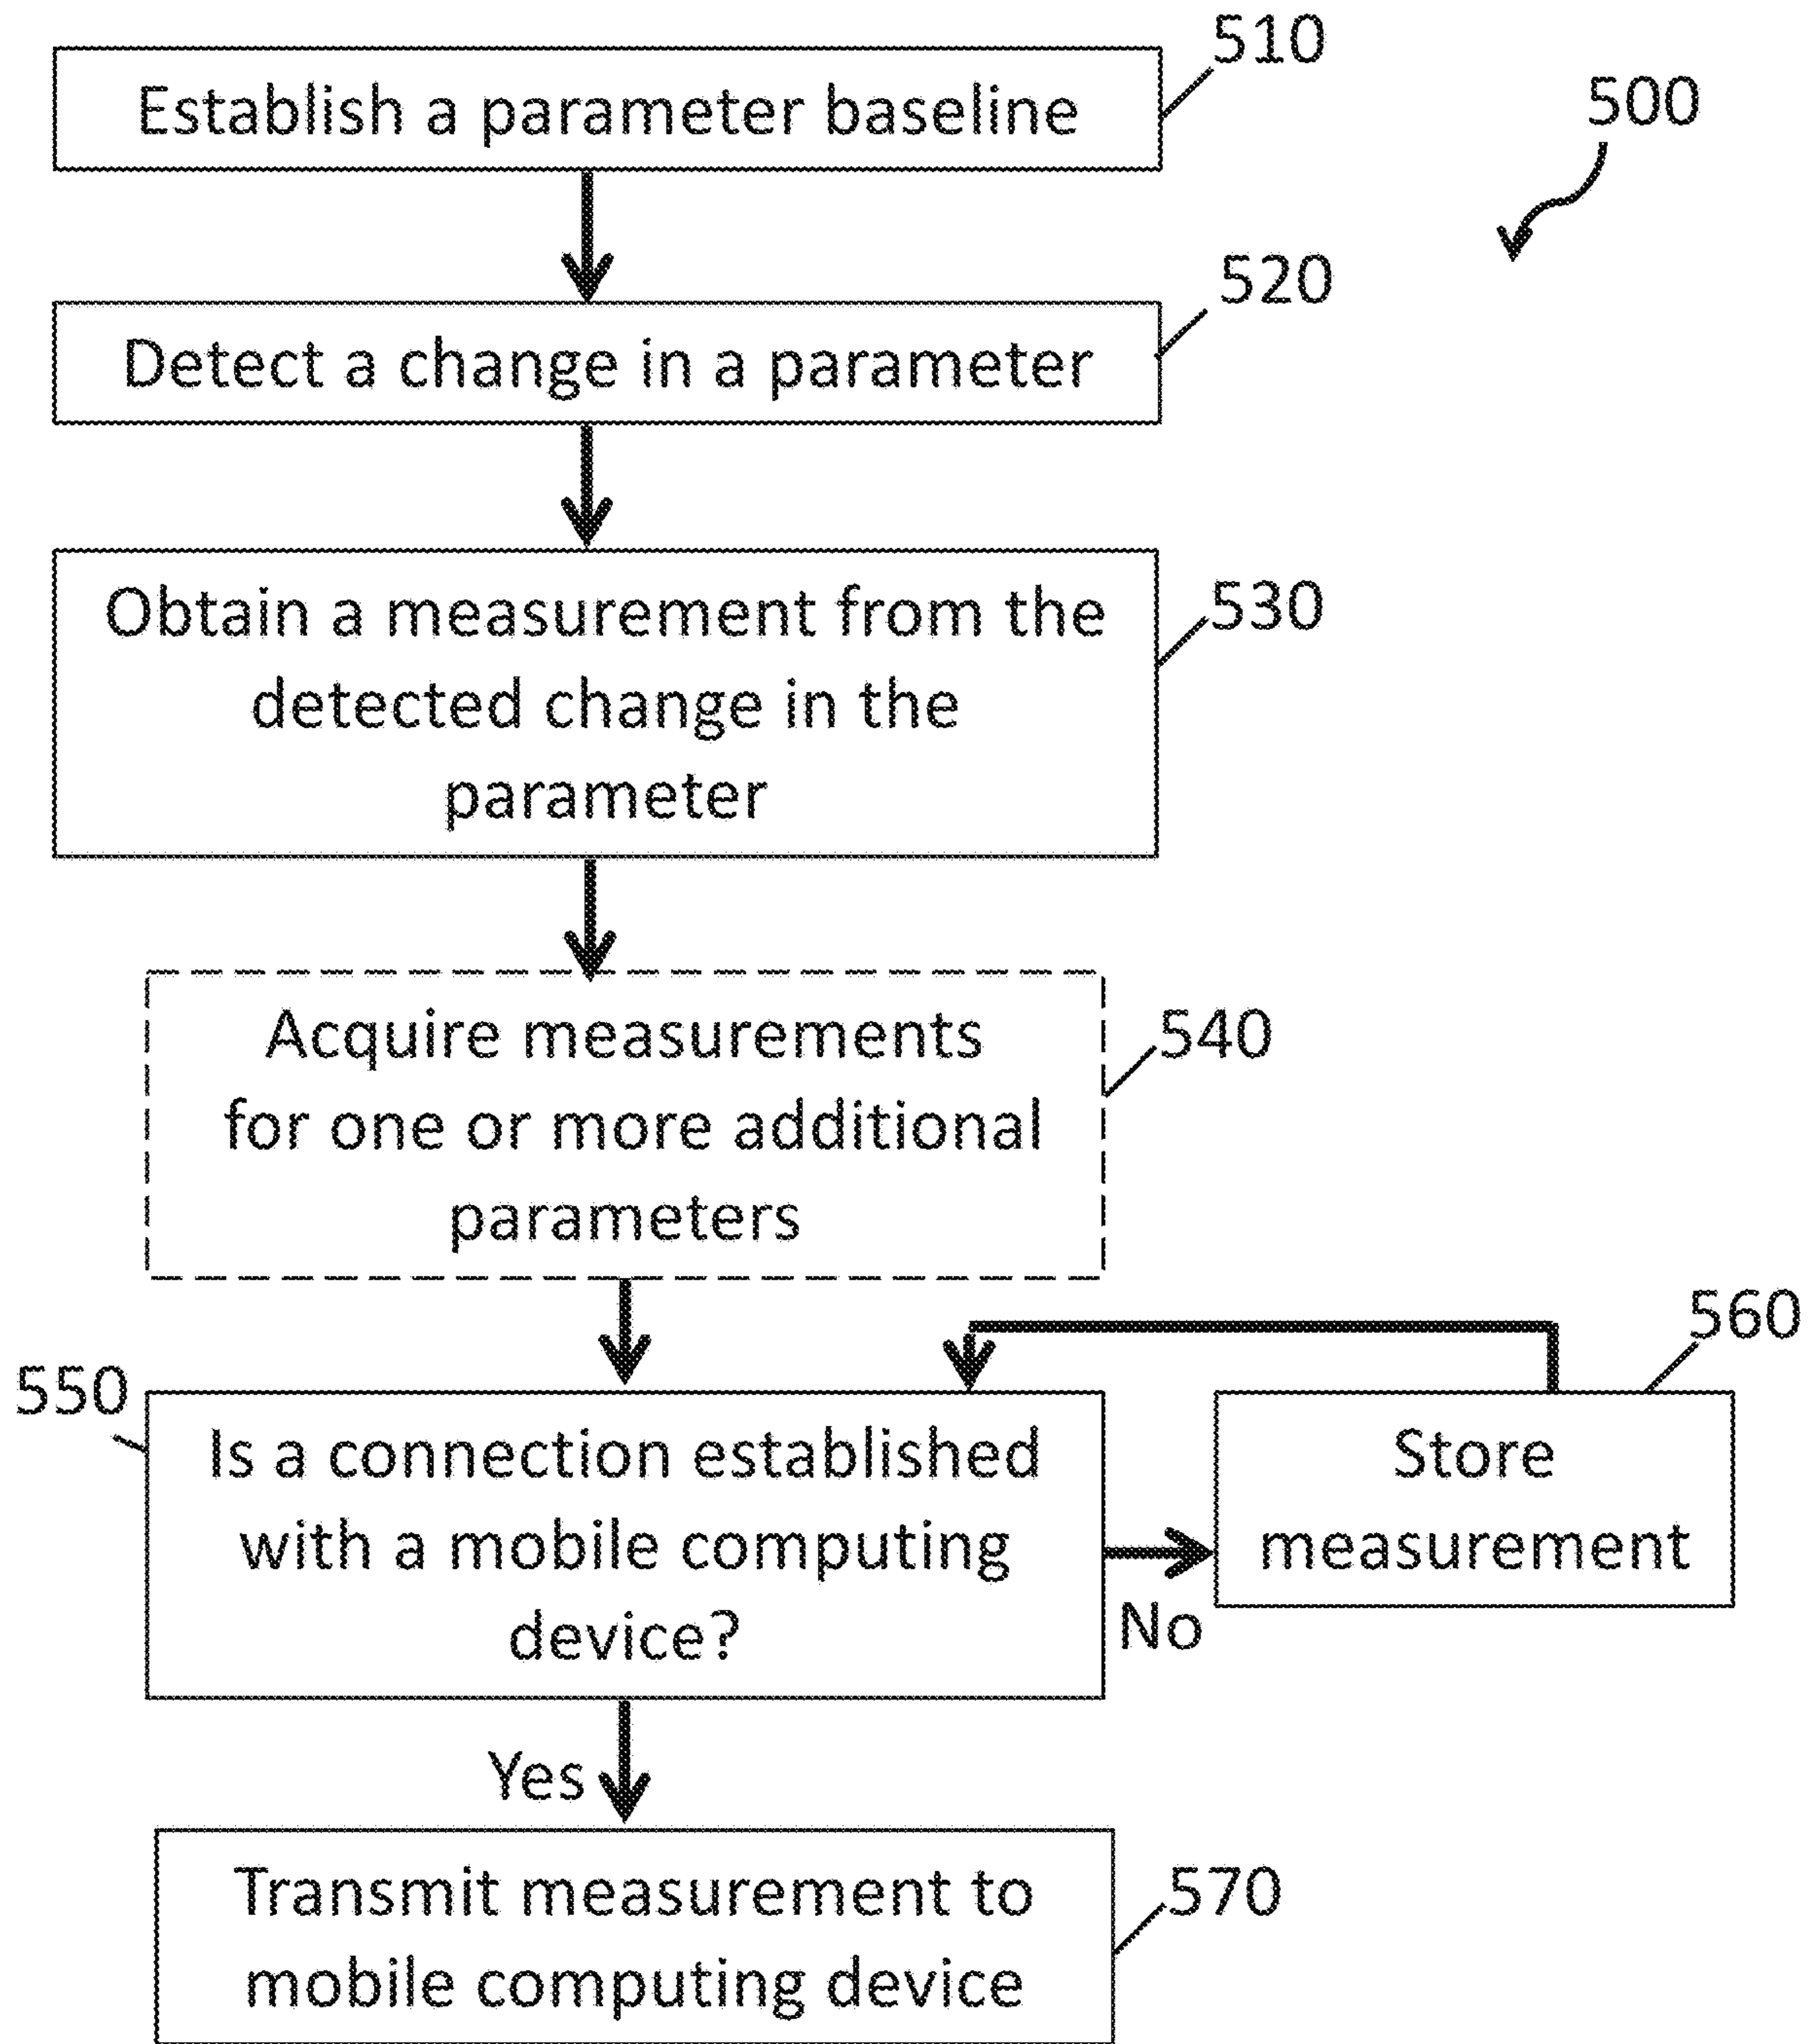 510
Establish a parameter baseline
500
520
Detect a change in a parameter
Obtain a measurement from the
530
detected change in the
parameter
Acquire measurements
540
for one or more additional
parameters
560
550
Is a connection established
with a mobile computing
device?
Store
measurement
No
Yes
Transmit measurement to
570
mobile computing device